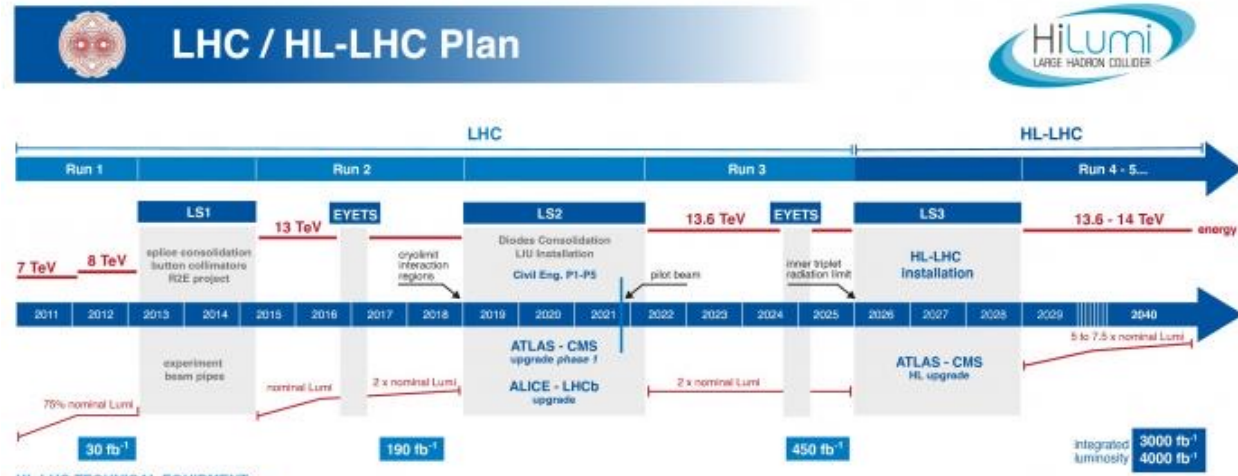 LHC / HL-LHC Plan
HiLumi
LARGE HADRON COLLIDER
LHC
HL-LHC
Run 1
Run 2
Run 3
Run 4 - 5...
LS1
EYETS
LS2
EYETS
LS3
7 TeV
8 TeV
13 TeV
13.6 TeV
13.6 - 14 TeV
energy
splice consolidation
button collimators
R2E project
cryolimit
interaction
regions
Diodes Consolidation
LIU Installation
Civil Eng. P1-P5
pilot beam
inner triplet
radiation limit
HL-LHC
installation
2011 2012 2013 2014 2015 2016 2017 2018 2019 2020 2021 2022 2023 2024 2025 2026 2027 2028 2029 2040
5 to 7.5 x nominal Lumi
experiment
beam pipes
ATLAS - CMS
upgrade phase 1
ALICE - LHCb
upgrade
ATLAS - CMS
HL upgrade
75% nominal Lumi
nominal Lumi
2 x nominal Lumi
2 x nominal Lumi
30 fb⁻¹
190 fb⁻¹
450 fb⁻¹
integrated
luminosity
3000 fb⁻¹
4000 fb⁻¹